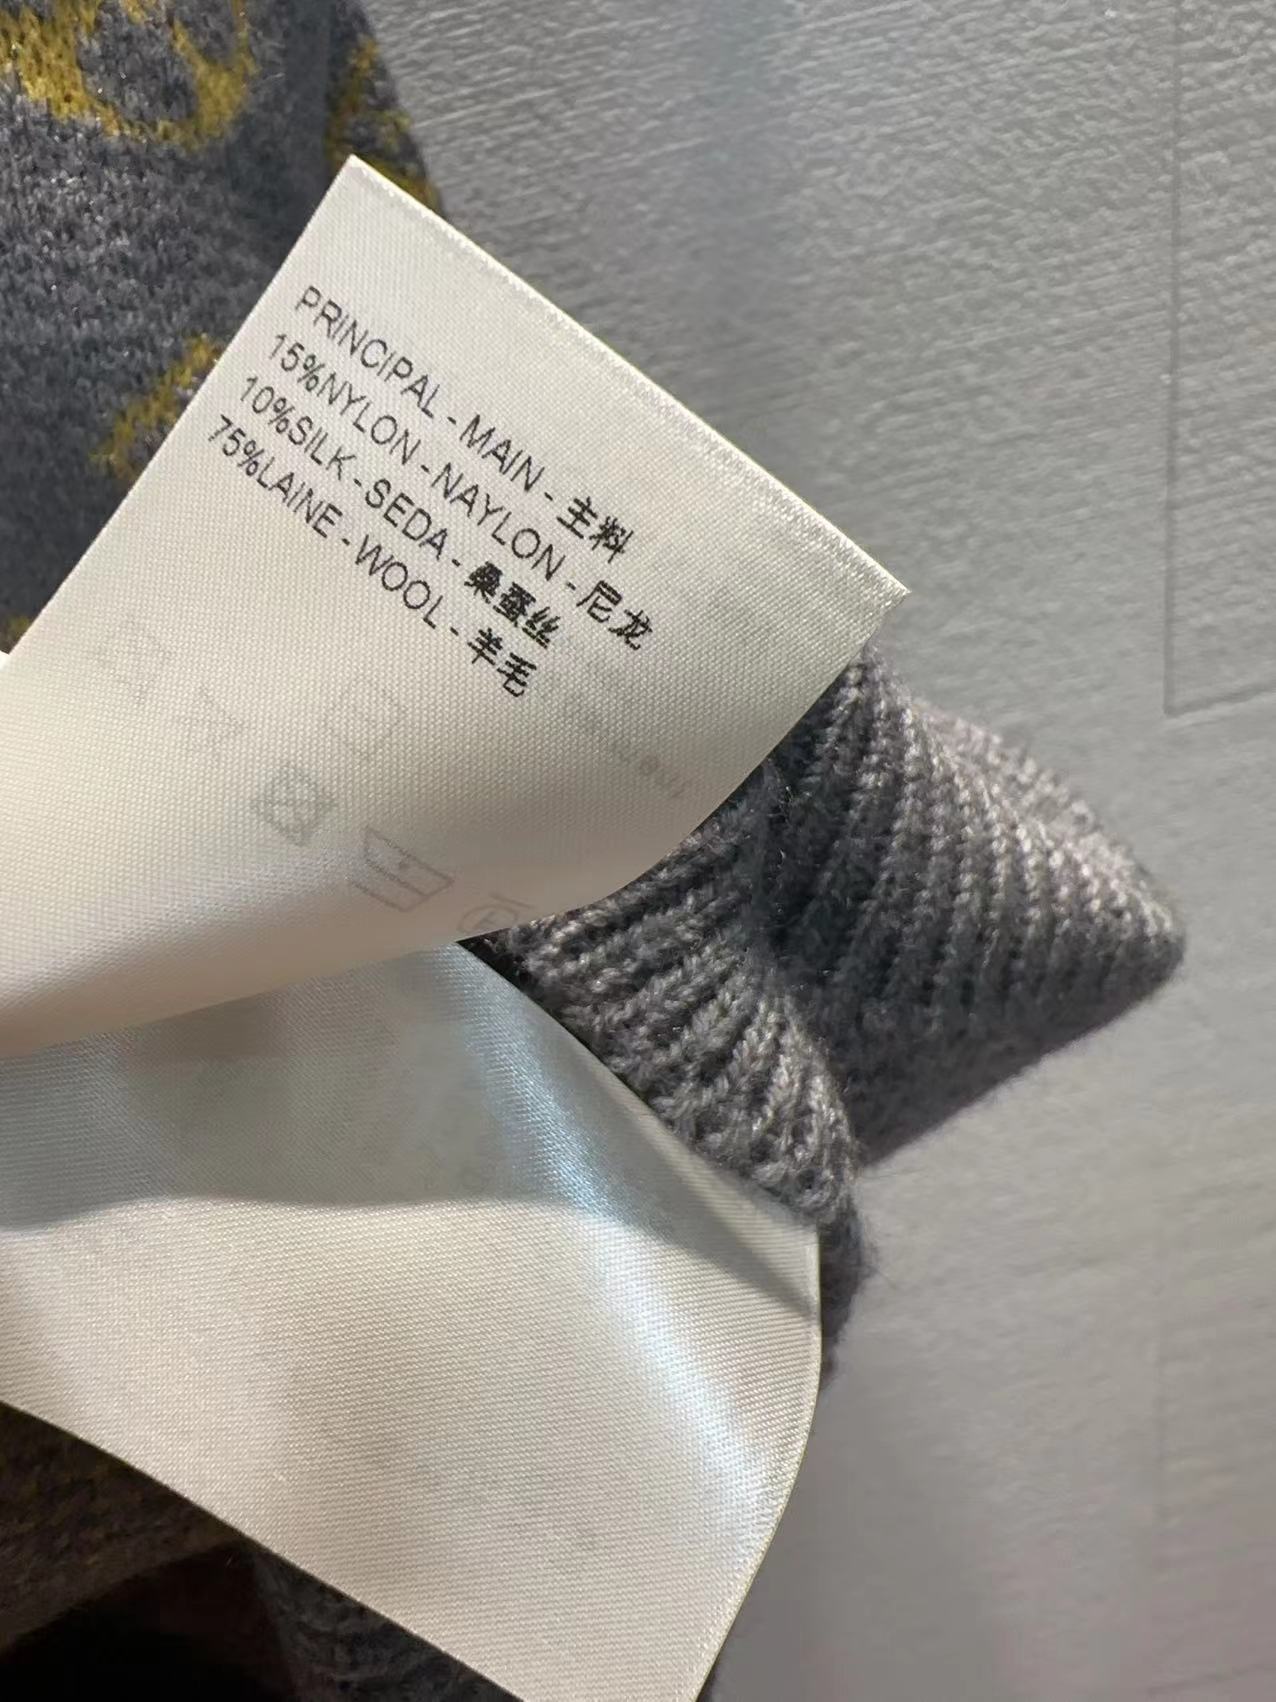 PRINCIPAL - MAIN - 主料
15%NYLON - NAYLON - 尼龙
10%SILK - SEDA - 桑蚕丝
75%LAINE - WOOL - 羊毛